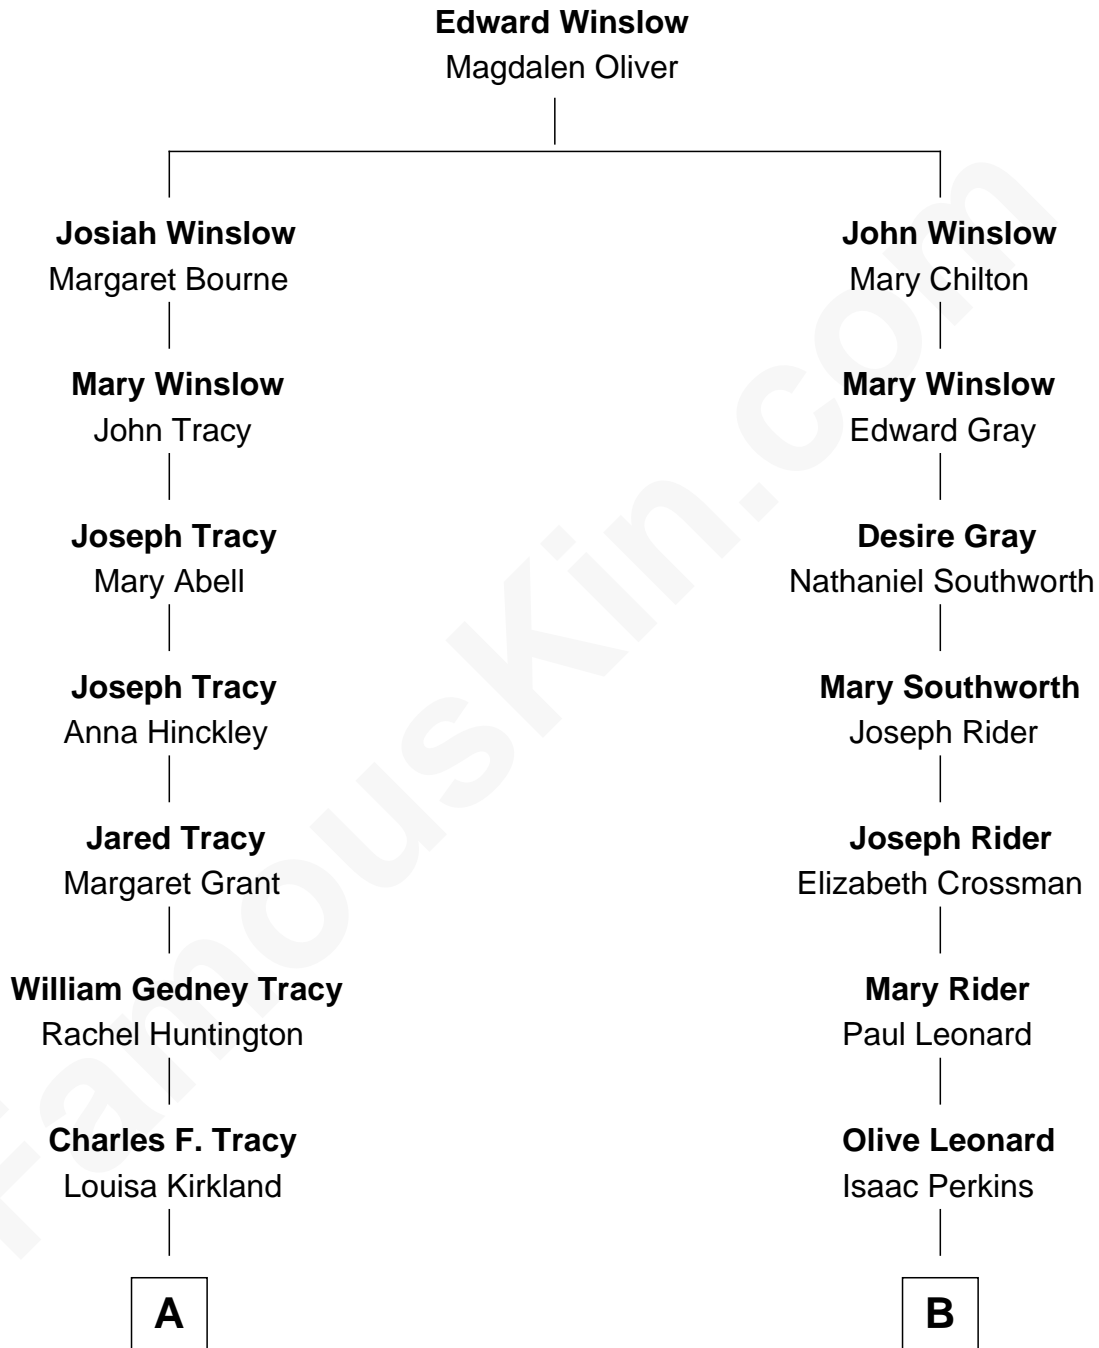 Edward Winslow
Magdalen Oliver
Josiah Winslow
Margaret Bourne
John Winslow
Mary Chilton
Mary Winslow
John Tracy
Mary Winslow
Edward Gray
Joseph Tracy
Mary Abell
Desire Gray
Nathaniel Southworth
Joseph Tracy
Anna Hinckley
Mary Southworth
Joseph Rider
Jared Tracy
Margaret Grant
Joseph Rider
Elizabeth Crossman
William Gedney Tracy
Rachel Huntington
Mary Rider
Paul Leonard
Charles F. Tracy
Louisa Kirkland
Olive Leonard
Isaac Perkins
A
B
FamousKin.com